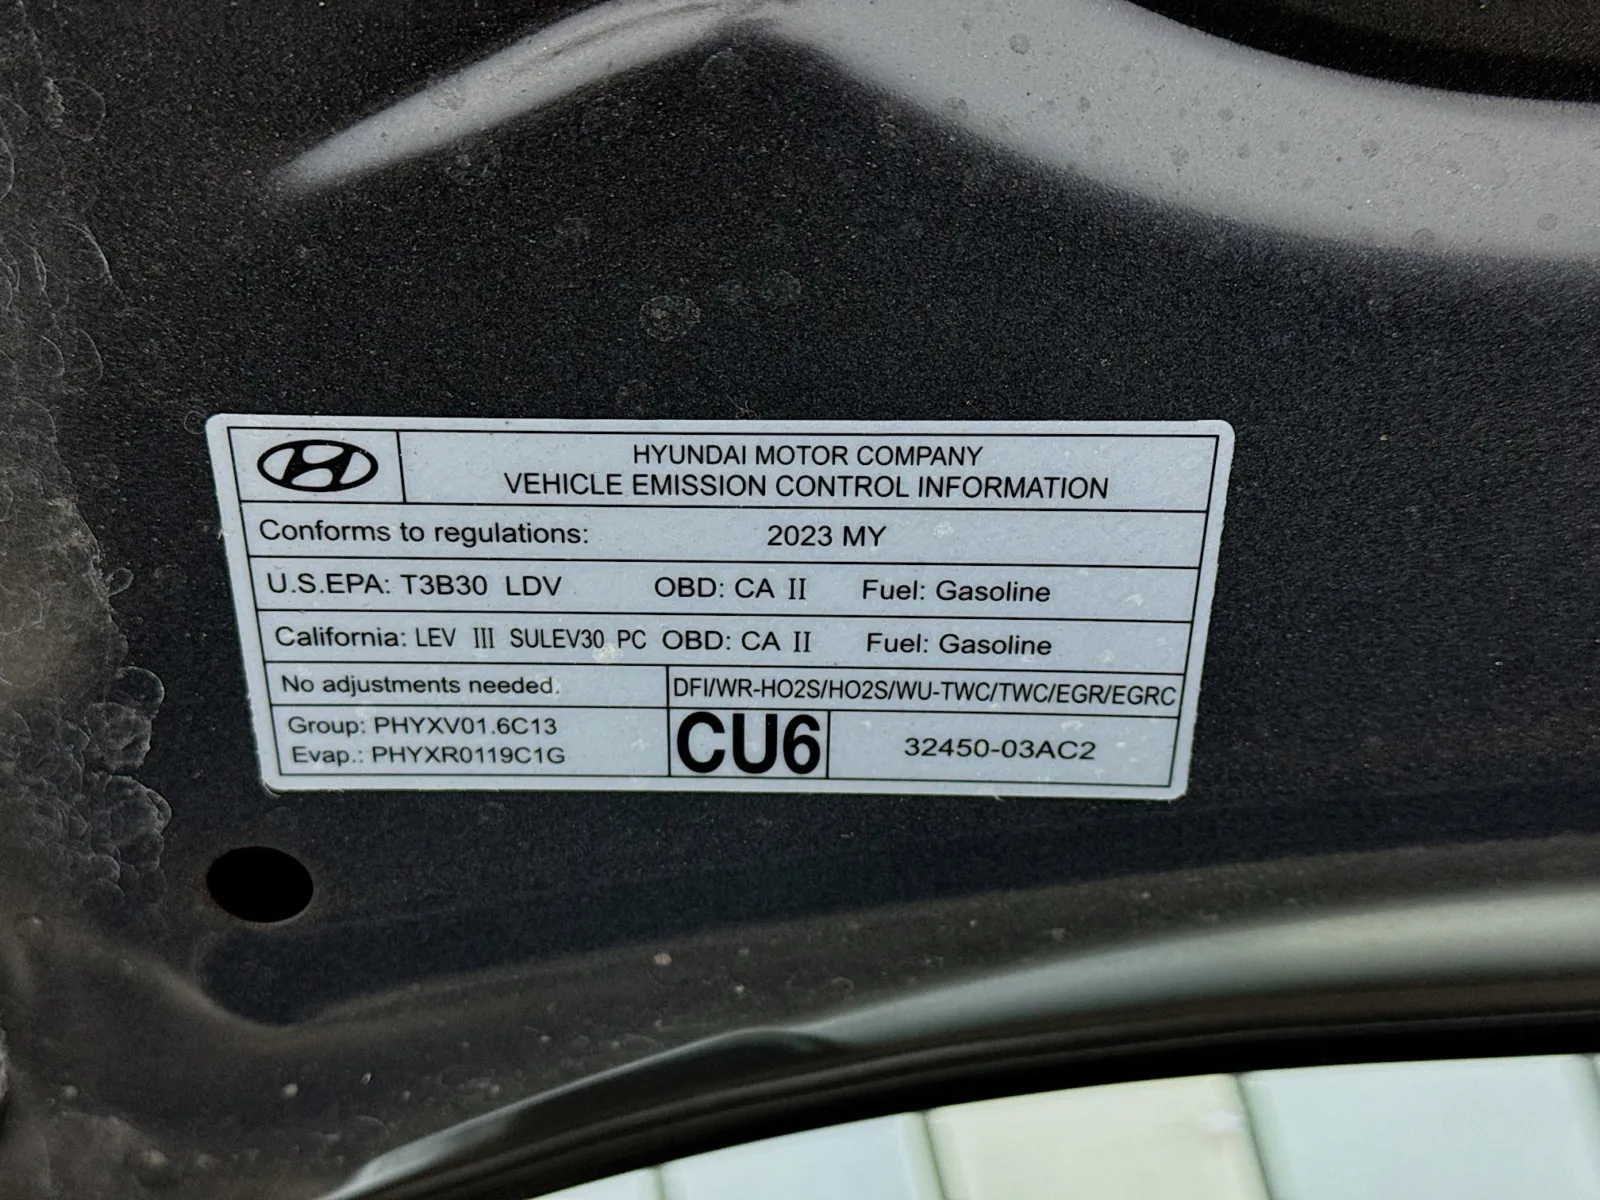 HYUNDAI MOTOR COMPANY
VEHICLE EMISSION CONTROL INFORMATION
Conforms to regulations: 2023 MY
U.S.EPA: T3B30 LDV OBD: CA II Fuel: Gasoline
California: LEV III SULEV30 PC OBD: CA II Fuel: Gasoline
No adjustments needed. DFI/WR-HO2S/HO2S/WU-TWC/TWC/EGR/EGRC
Group: PHYXV01.6C13
Evap.: PHYXR0119C1G
CU6
32450-03AC2